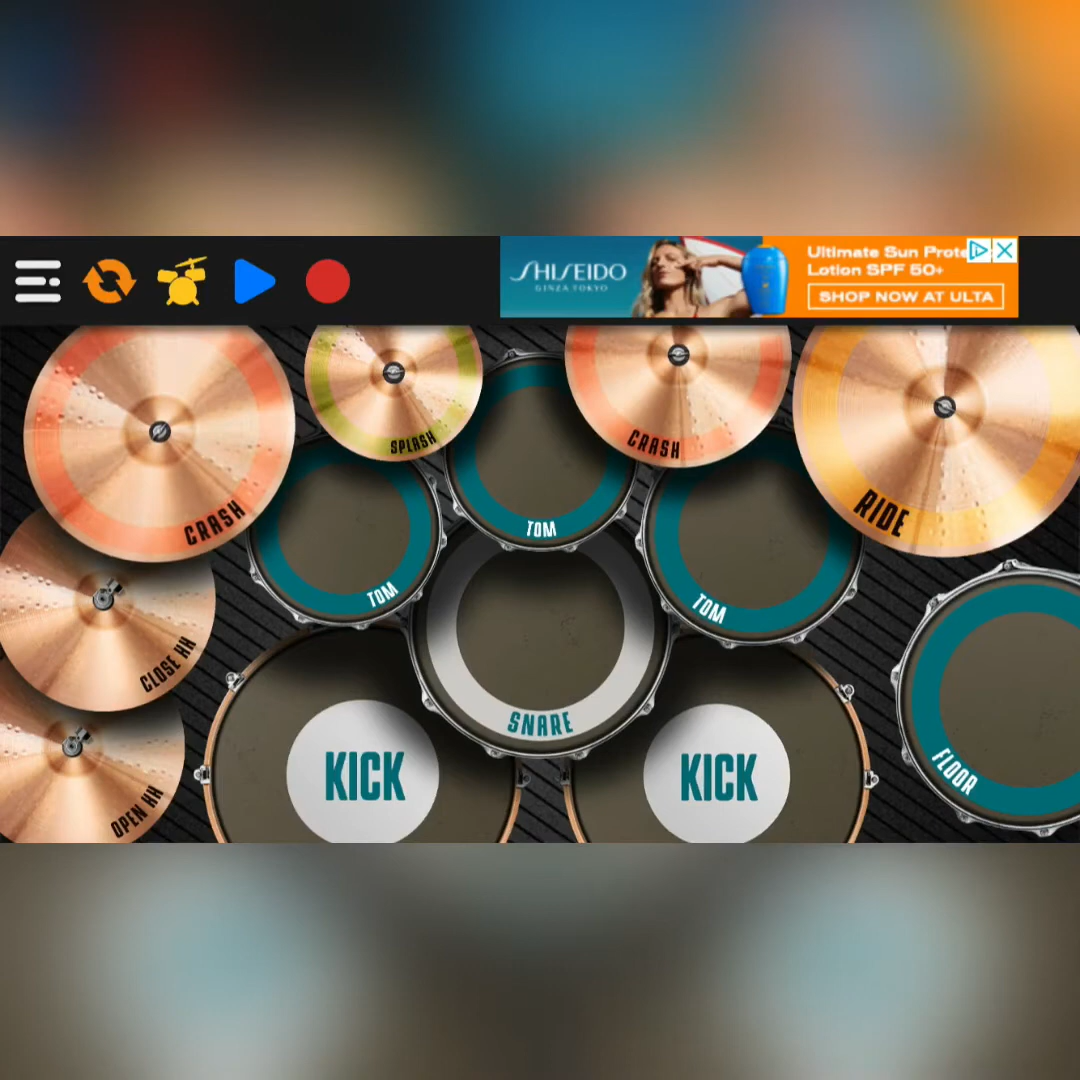 SHISEIDO
GINZA TOKYO
Ultimate Sun Prote
Lotion SPF 50+
SHOP NOW AT ULTA
CRASH
SPLASH
CRASH
RIDE
TOM
TOM
TOM
CLOSE HH
SNARE
OPEN HH
KICK
KICK
FLOOR